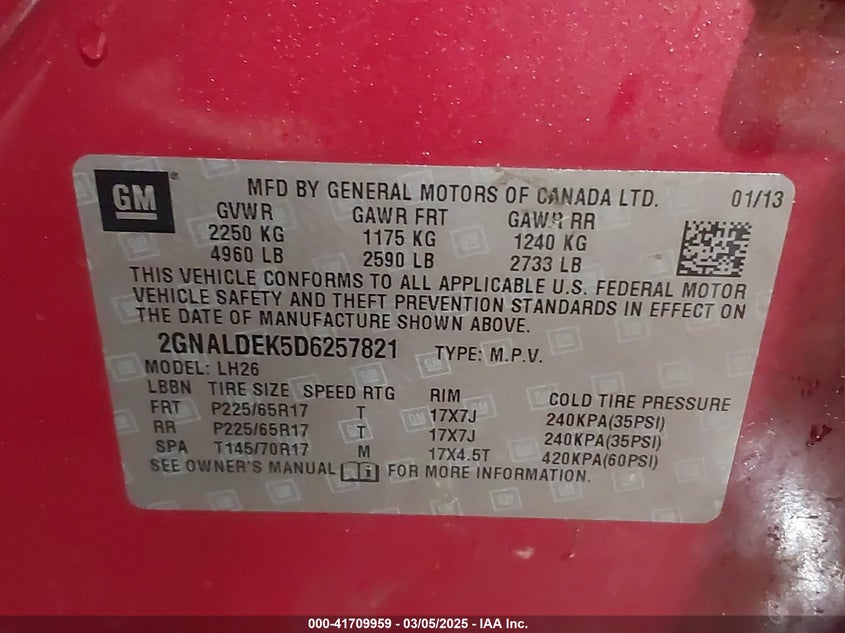 GM
MFD BY GENERAL MOTORS OF CANADA LTD. 01/13
GVWR GAWR FRT GAWR RR
2250 KG 1175 KG 1240 KG
4960 LB 2590 LB 2733 LB
THIS VEHICLE CONFORMS TO ALL APPLICABLE U.S. FEDERAL MOTOR
VEHICLE SAFETY AND THEFT PREVENTION STANDARDS IN EFFECT ON
THE DATE OF MANUFACTURE SHOWN ABOVE.
2GNALDEK5D6257821 TYPE: M.P.V.
MODEL: LH26
LBBN TIRE SIZE SPEED RTG RIM COLD TIRE PRESSURE
FRT P225/65R17 T 17X7J 240KPA(35PSI)
RR P225/65R17 T 17X7J 240KPA(35PSI)
SPA T145/70R17 M 17X4.5T 420KPA(60PSI)
SEE OWNER'S MANUAL FOR MORE INFORMATION.
000-41709959 - 03/05/2025 - IAA Inc.